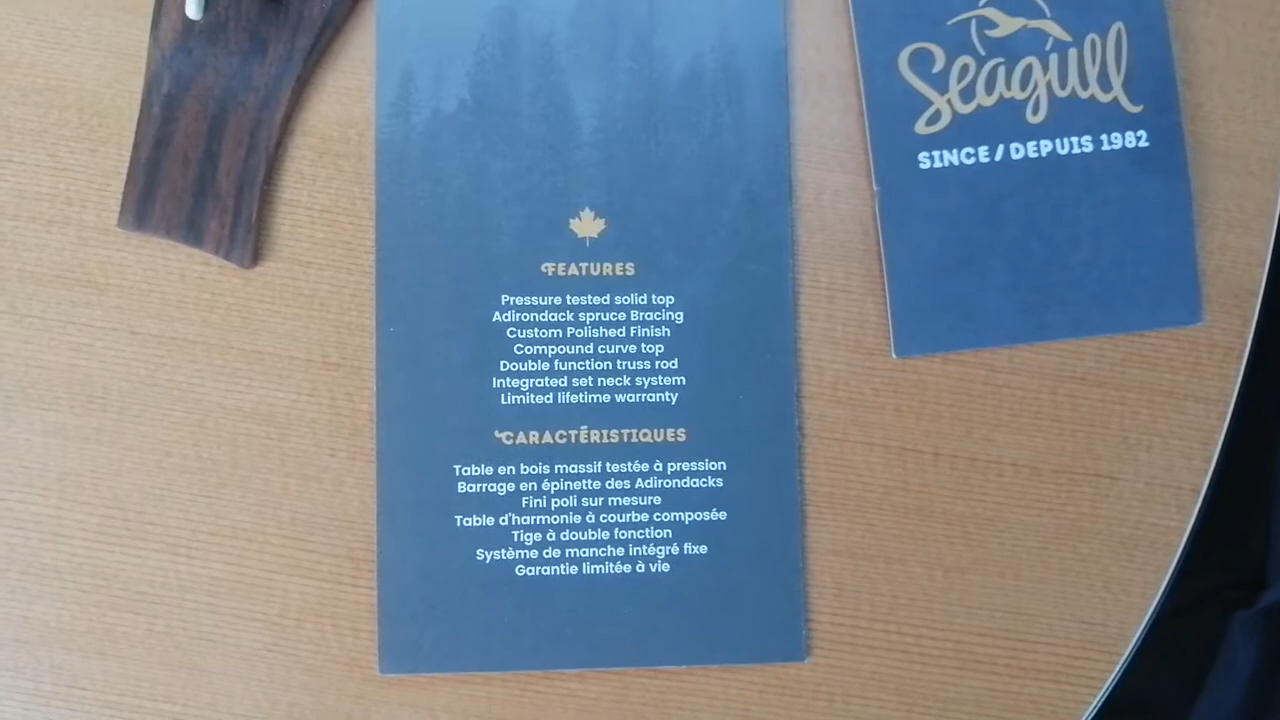 Seagull
SINCE / DEPUIS 1982
FEATURES
Pressure tested solid top
Adirondack spruce Bracing
Custom Polished Finish
Compound curve top
Double function truss rod
Integrated set neck system
Limited lifetime warranty
CARACTÉRISTIQUES
Table en bois massif testée à pression
Barrage en épinette des Adirondacks
Fini poli sur mesure
Table d'harmonie à courbe composée
Tige à double fonction
Système de manche intégré fixe
Garantie limitée à vie